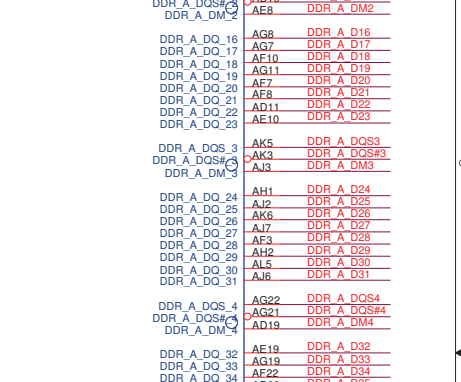 DDR_A_DQS#_2
DDR_A_DM_2 AE8 DDR_A_DM2
DDR_A_DQ_16 AG8 DDR_A_D16
DDR_A_DQ_17 AG7 DDR_A_D17
DDR_A_DQ_18 AF10 DDR_A_D18
DDR_A_DQ_19 AG11 DDR_A_D19
DDR_A_DQ_20 AF7 DDR_A_D20
DDR_A_DQ_21 AF8 DDR_A_D21
DDR_A_DQ_22 AD11 DDR_A_D22
DDR_A_DQ_23 AE10 DDR_A_D23
DDR_A_DQS_3 AK5 DDR_A_DQS3
DDR_A_DQS#_3 AK3 DDR_A_DQS#3
DDR_A_DM_3 AJ3 DDR_A_DM3
DDR_A_DQ_24 AH1 DDR_A_D24
DDR_A_DQ_25 AJ2 DDR_A_D25
DDR_A_DQ_26 AK6 DDR_A_D26
DDR_A_DQ_27 AJ7 DDR_A_D27
DDR_A_DQ_28 AF3 DDR_A_D28
DDR_A_DQ_29 AH2 DDR_A_D29
DDR_A_DQ_30 AL5 DDR_A_D30
DDR_A_DQ_31 AJ6 DDR_A_D31
DDR_A_DQS_4 AG22 DDR_A_DQS4
DDR_A_DQS#_4 AG21 DDR_A_DQS#4
DDR_A_DM_4 AD19 DDR_A_DM4
DDR_A_DQ_32 AE19 DDR_A_D32
DDR_A_DQ_33 AG19 DDR_A_D33
DDR_A_DQ_34 AF22 DDR_A_D34